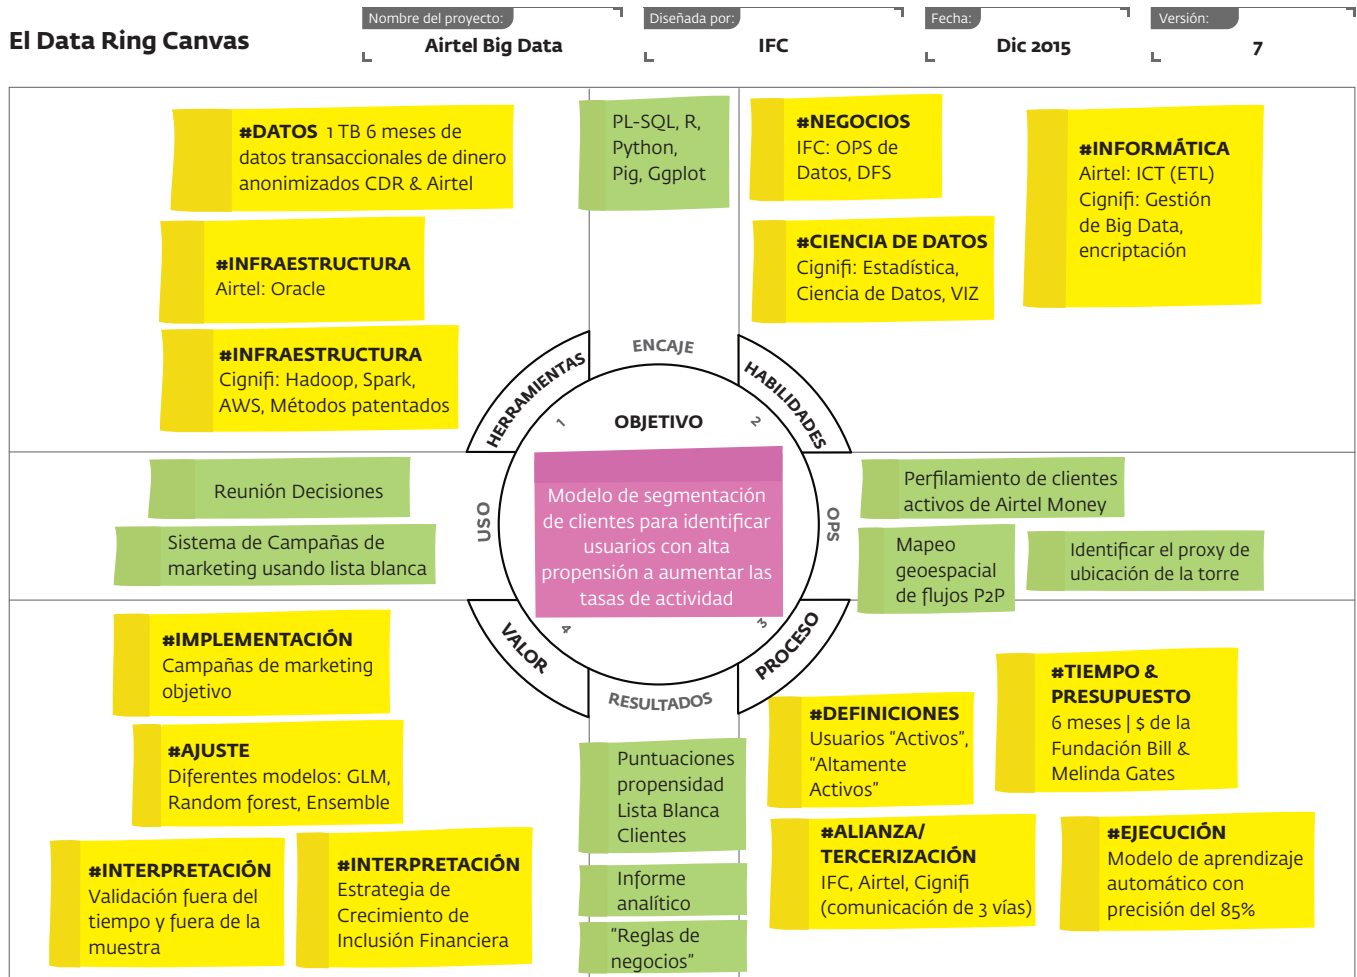 El Data Ring Canvas
Nombre del proyecto:
Airtel Big Data
Diseñada por:
IFC
Fecha:
Dic 2015
Versión:
7
#DATOS 1 TB 6 meses de
datos transaccionales de dinero
anonimizados CDR & Airtel
#INFRAESTRUCTURA
Airtel: Oracle
#INFRAESTRUCTURA
Cignifi: Hadoop, Spark,
AWS, Métodos patentados
PL-SQL, R,
Python,
Pig, Ggplot
#NEGOCIOS
IFC: OPS de
Datos, DFS
#CIENCIA DE DATOS
Cignifi: Estadística,
Ciencia de Datos, VIZ
#INFORMÁTICA
Airtel: ICT (ETL)
Cignifi: Gestión
de Big Data,
encriptación
ENCAJE
HERRAMIENTAS
HABILIDADES
1
OBJETIVO
2
Modelo de segmentación
de clientes para identificar
usuarios con alta
propensión a aumentar las
tasas de actividad
USO
OPS
Reunión Decisiones
Sistema de Campañas de
marketing usando lista blanca
Perfilamiento de clientes
activos de Airtel Money
Mapeo
geoespacial
de flujos P2P
Identificar el proxy de
ubicación de la torre
4
3
VALOR
PROCESO
RESULTADOS
#IMPLEMENTACIÓN
Campañas de marketing
objetivo
#AJUSTE
Diferentes modelos: GLM,
Random forest, Ensemble
#INTERPRETACIÓN
Validación fuera del
tiempo y fuera de la
muestra
#INTERPRETACIÓN
Estrategia de
Crecimiento de
Inclusión Financiera
Puntuaciones
propensidad
Lista Blanca
Clientes
Informe
analítico
"Reglas de
negocios"
#DEFINICIONES
Usuarios "Activos",
"Altamente
Activos"
#TIEMPO &
PRESUPUESTO
6 meses | $ de la
Fundación Bill &
Melinda Gates
#ALIANZA/
TERCERIZACIÓN
IFC, Airtel, Cignifi
(comunicación de 3 vías)
#EJECUCIÓN
Modelo de aprendizaje
automático con
precisión del 85%